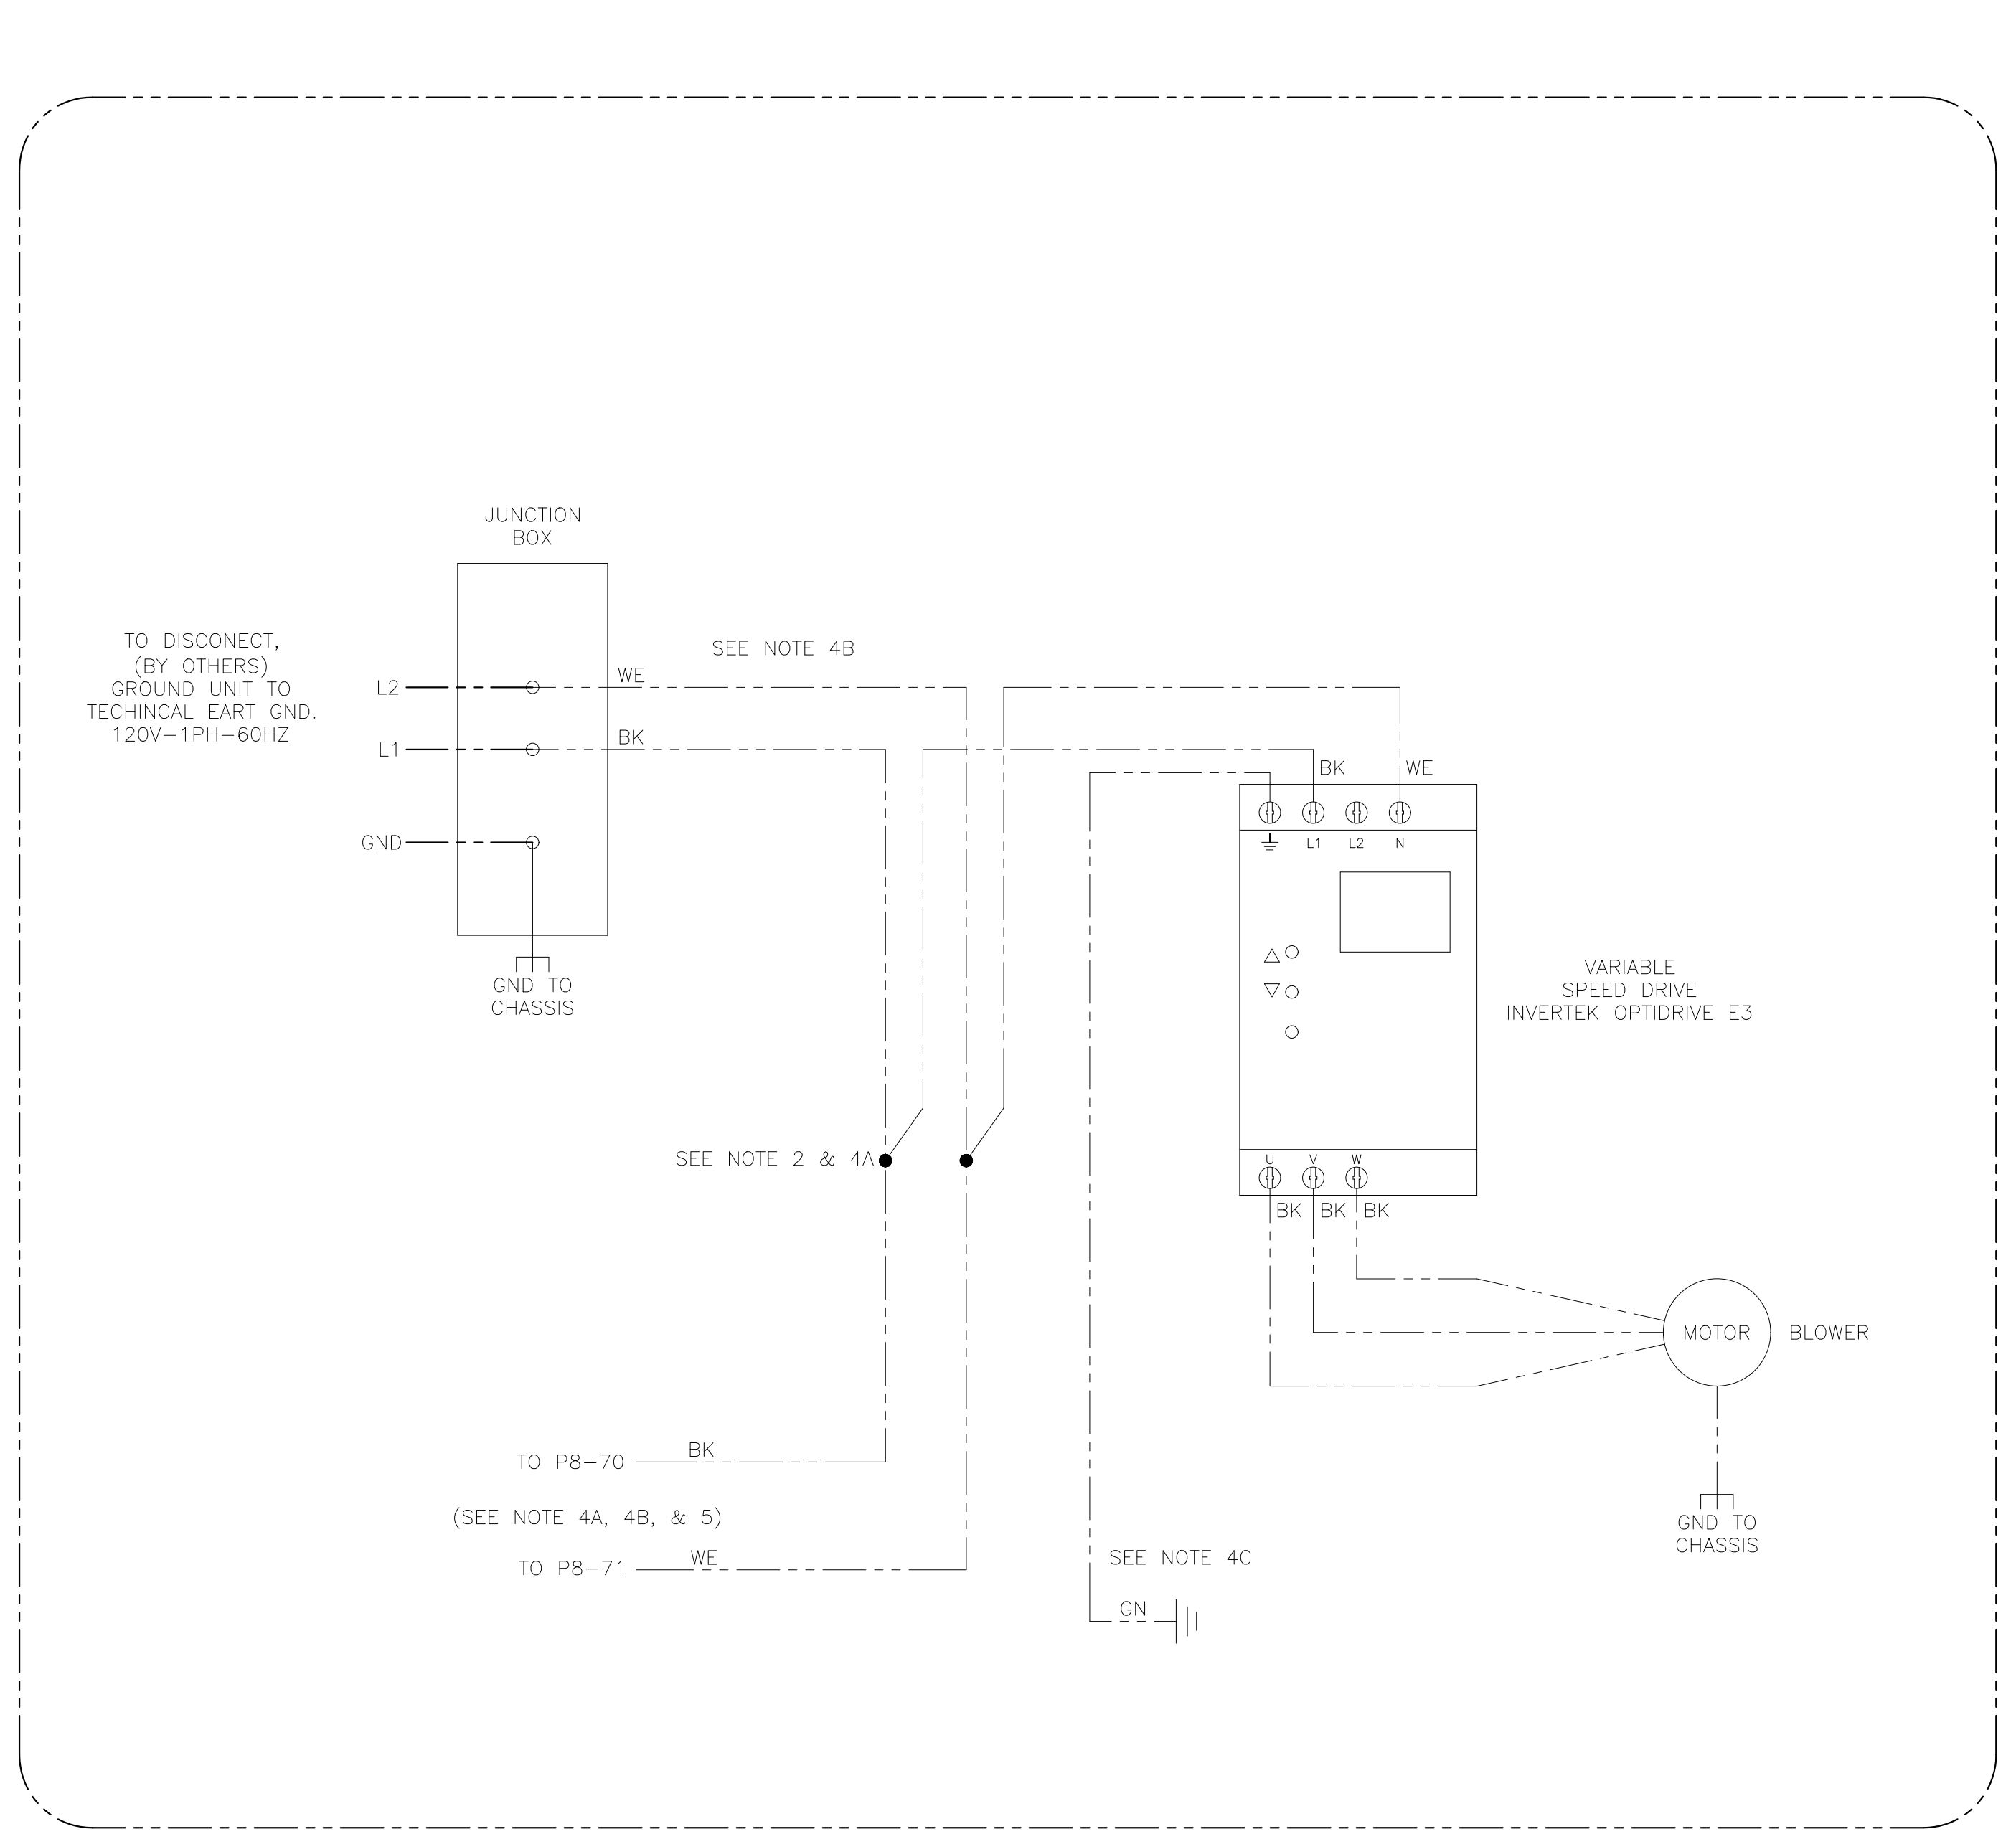 JUNCTION
BOX
TO DISCONECT,
(BY OTHERS)
GROUND UNIT TO
TECHINCAL EART GND.
120V-1PH-60HZ
L2
L1
GND
WE
SEE NOTE 4B
BK
GND TO
CHASSIS
BK
WE
L1
L2
N
VARIABLE
SPEED DRIVE
INVERTEK OPTIDRIVE E3
SEE NOTE 2 & 4A
U
V
W
BK
BK
BK
MOTOR
BLOWER
TO P8-70
BK
(SEE NOTE 4A, 4B, & 5)
TO P8-71
WE
SEE NOTE 4C
GN
GND TO
CHASSIS